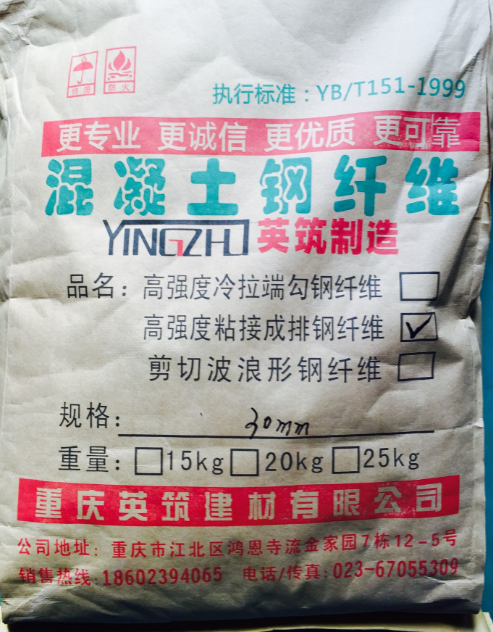 执行标准：YB/T151-1999
更专业 更诚信 更优质 更可靠
混凝土钢纤维
YINGZHU 英筑制造
品名：高强度冷拉端勾钢纤维
高强度粘接成排钢纤维 ✓
剪切波浪形钢纤维
规格：30mm
重量：□15kg □20kg □25kg
重庆英筑建材有限公司
公司地址：重庆市江北区鸿恩寺流金家园7栋12-5号
销售热线:18602394065 电话/传真:023-67055309